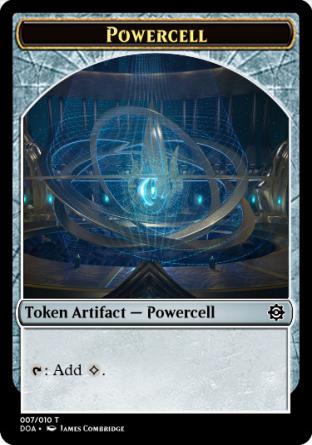 POWERCELL
Token Artifact — Powercell
: Add .
007/010 T
DOA • James Combridge